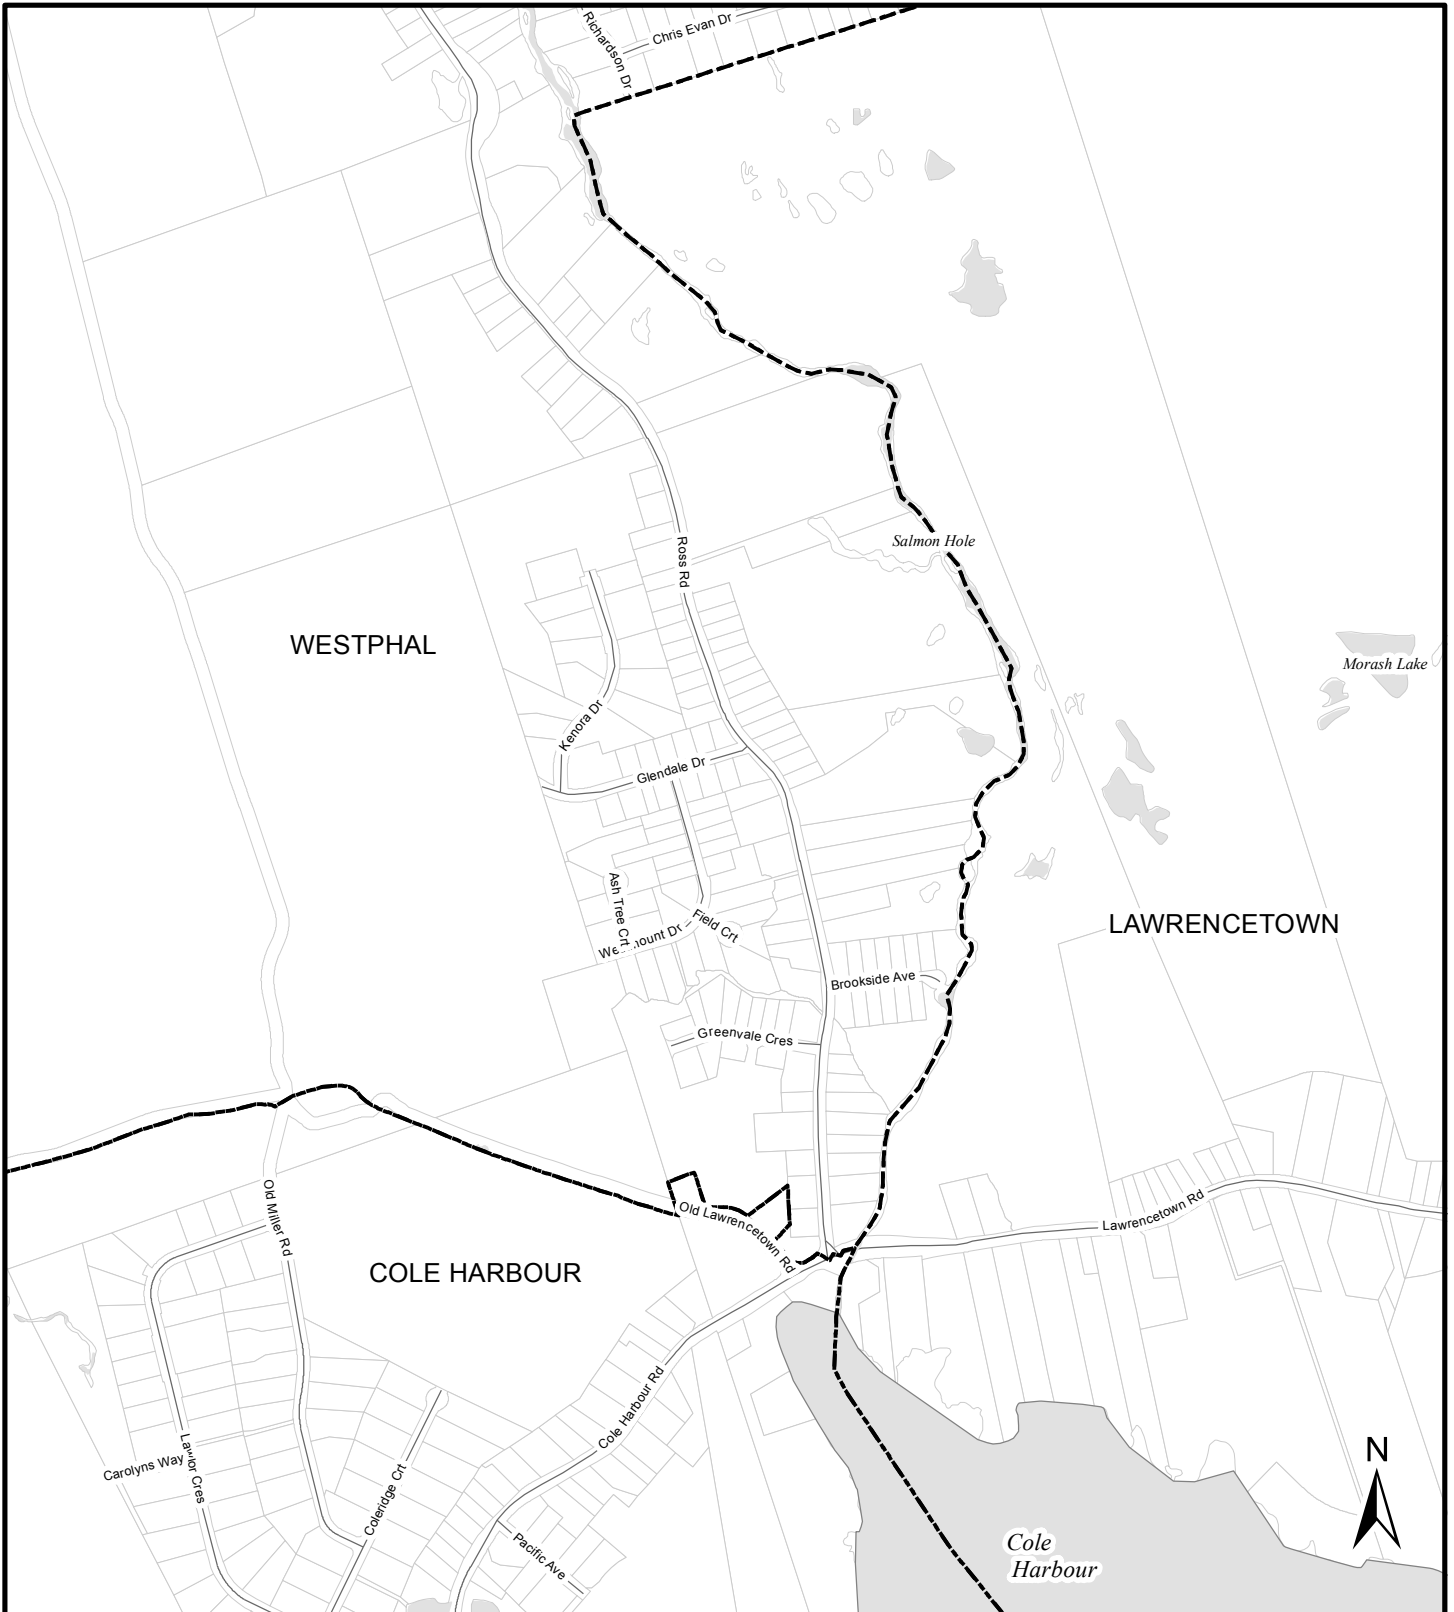 Richardson Dr
Chris Evan Dr
Ross Rd
Salmon Hole
WESTPHAL
Morash Lake
Kenora Dr
Glendale Dr
Ash Tree Crt
Field Crt
LAWRENCETOWN
Brookside Ave
Greenvale Cres
Old Miller Rd
Old Lawrencetown Rd
Lawrencetown Rd
COLE HARBOUR
Cole Harbour Rd
Carolyns Way
Lawlor Cres
Coleridge Crt
Pacific Ave
N
Cole
Harbour